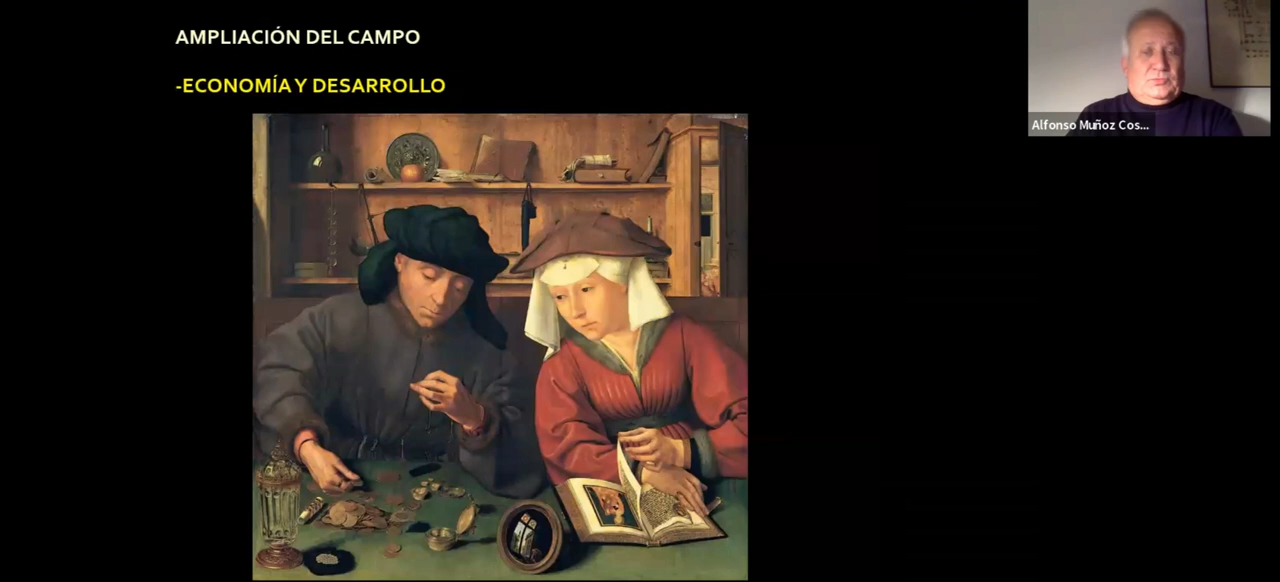 AMPLIACIÓN DEL CAMPO
-ECONOMÍA Y DESARROLLO
Alfonso Muñoz Cos...